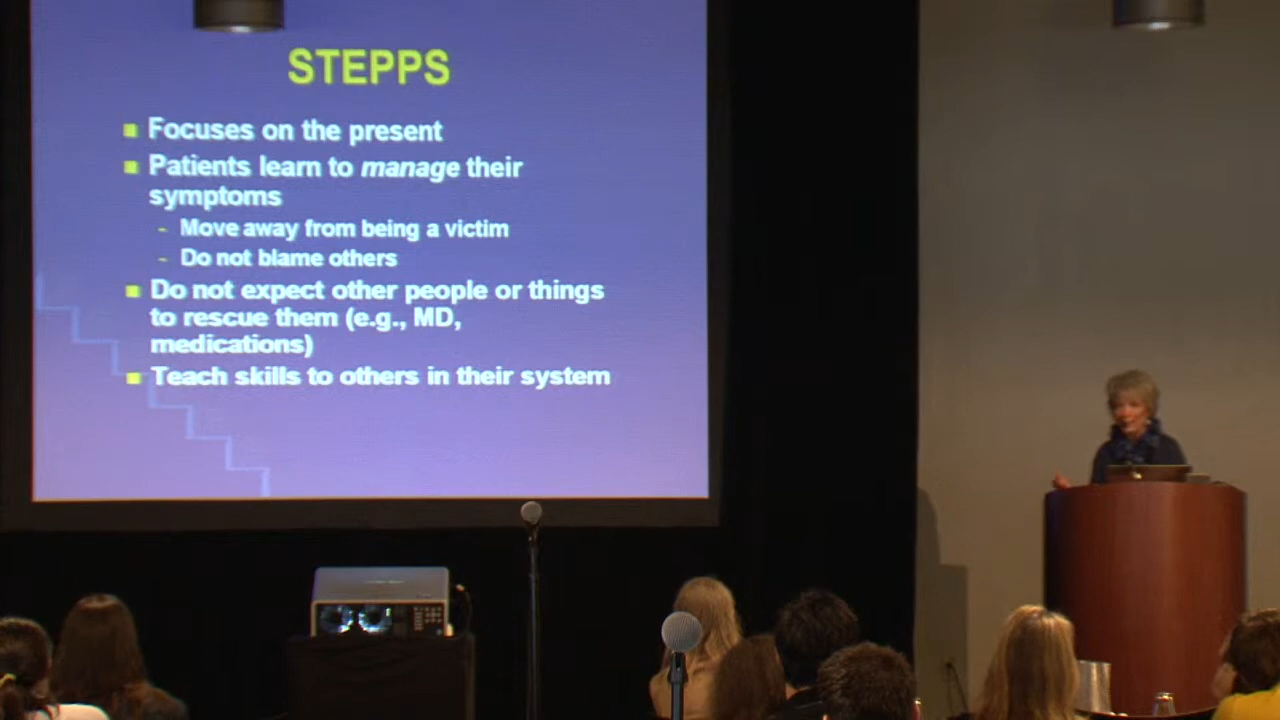 STEPPS
■ Focuses on the present
■ Patients learn to manage their
symptoms
- Move away from being a victim
- Do not blame others
■ Do not expect other people or things
to rescue them (e.g., MD,
medications)
■ Teach skills to others in their system